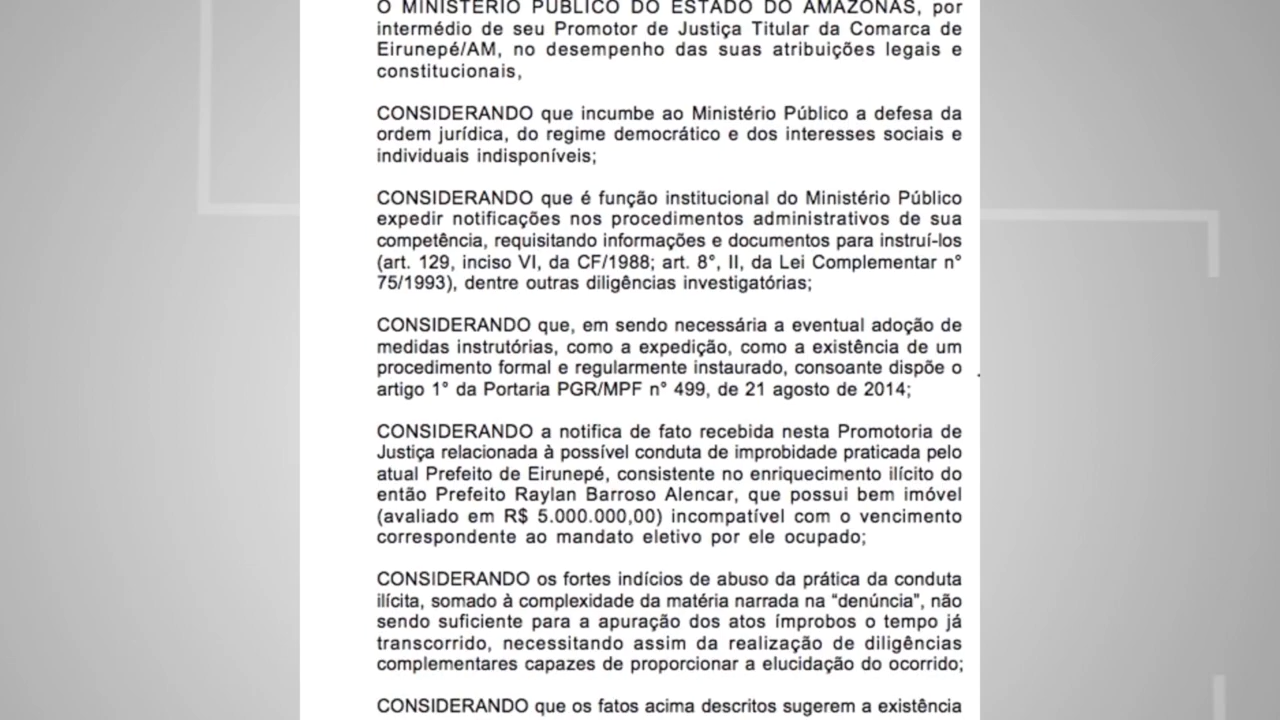 O MINISTÉRIO PÚBLICO DO ESTADO DO AMAZONAS, por
intermédio de seu Promotor de Justiça Titular da Comarca de
Eirunepé/AM, no desempenho das suas atribuições legais e
constitucionais,
CONSIDERANDO que incumbe ao Ministério Público a defesa da
ordem jurídica, do regime democrático e dos interesses sociais e
individuais indisponíveis;
CONSIDERANDO que é função institucional do Ministério Público
expedir notificações nos procedimentos administrativos de sua
competência, requisitando informações e documentos para instruí-los
(art. 129, inciso VI, da CF/1988; art. 8°, II, da Lei Complementar n°
75/1993), dentre outras diligências investigatórias;
CONSIDERANDO que, em sendo necessária a eventual adoção de
medidas instrutórias, como a expedição, como a existência de um
procedimento formal e regularmente instaurado, consoante dispõe o
artigo 1° da Portaria PGR/MPF n° 499, de 21 agosto de 2014;
CONSIDERANDO a notifica de fato recebida nesta Promotoria de
Justiça relacionada à possível conduta de improbidade praticada pelo
atual Prefeito de Eirunepé, consistente no enriquecimento ilícito do
então Prefeito Raylan Barroso Alencar, que possui bem imóvel
(avaliado em R$ 5.000.000,00) incompatível com o vencimento
correspondente ao mandato eletivo por ele ocupado;
CONSIDERANDO os fortes indícios de abuso da prática da conduta
ilícita, somado à complexidade da matéria narrada na “denúncia”, não
sendo suficiente para a apuração dos atos ímprobos o tempo já
transcorrido, necessitando assim da realização de diligências
complementares capazes de proporcionar a elucidação do ocorrido;
CONSIDERANDO que os fatos acima descritos sugerem a existência